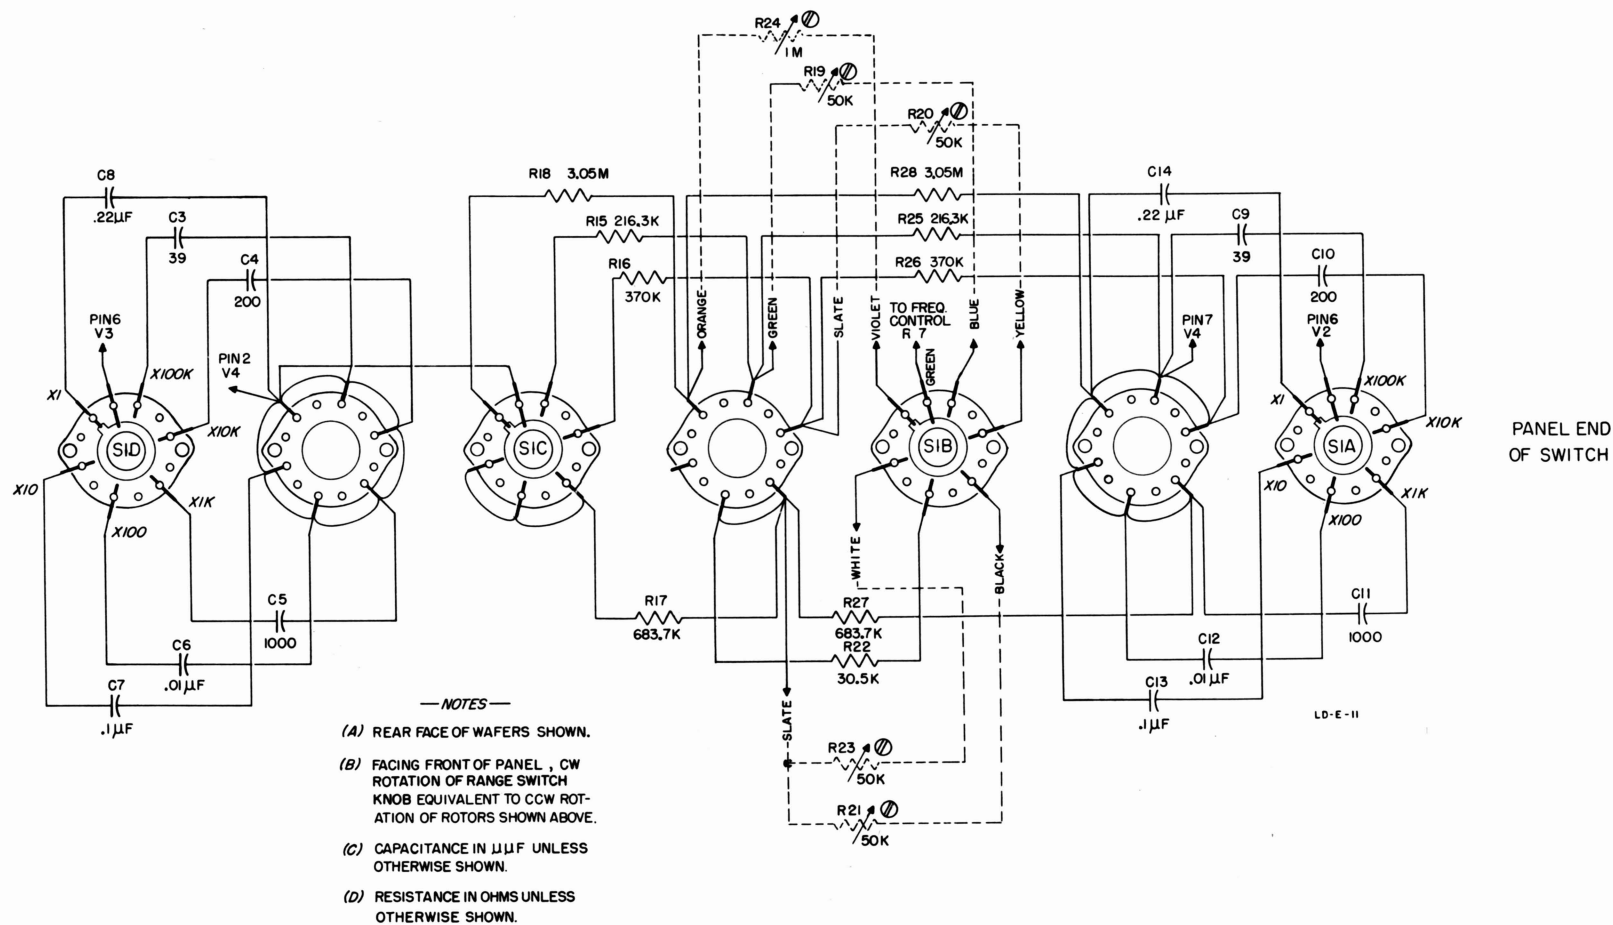 R24
1M
R19
50K
R20
50K
C8
.22µF
C3
39
C4
200
R18 3.05M
R15 216.3K
R16
370K
R28 3.05M
R25 216.3K
R26 370K
C14
.22 µF
C9
39
C10
200
ORANGE
GREEN
SLATE
VIOLET
TO FREQ.
CONTROL
R 7
GREEN
BLUE
YELLOW
PIN6
V3
PIN2
V4
PIN7
V4
PIN6
V2
X1
X100K
X10K
S1D
X10
X1K
X100
S1C
S1B
X1
X100K
X10K
S1A
X10
X1K
X100
PANEL END
OF SWITCH
WHITE
BLACK
C5
1000
C6
.01µF
C7
.1µF
R17
683.7K
R27
683.7K
R22
30.5K
C11
1000
C12
.01µF
C13
.1µF
LD-E-11
SLATE
R23
50K
R21
50K
—NOTES—
(A) REAR FACE OF WAFERS SHOWN.
(B) FACING FRONT OF PANEL, CW
ROTATION OF RANGE SWITCH
KNOB EQUIVALENT TO CCW ROT-
ATION OF ROTORS SHOWN ABOVE.
(C) CAPACITANCE IN µµF UNLESS
OTHERWISE SHOWN.
(D) RESISTANCE IN OHMS UNLESS
OTHERWISE SHOWN.